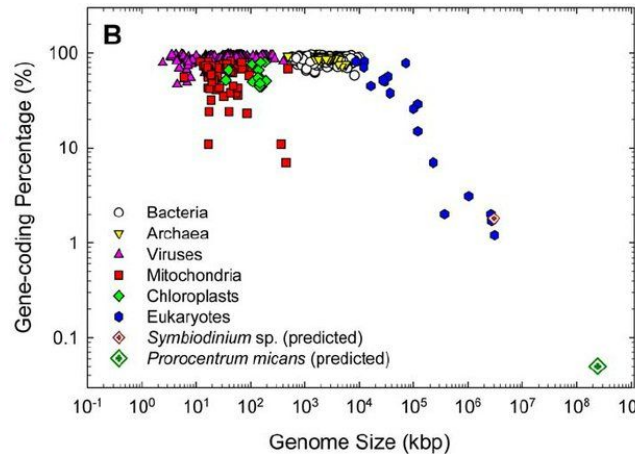 B
100
10
1
0.1
Gene-coding Percentage (%)
Bacteria
Archaea
Viruses
Mitochondria
Chloroplasts
Eukaryotes
Symbiodinium sp. (predicted)
Prorocentrum micans (predicted)
10⁻¹ 10⁰ 10¹ 10² 10³ 10⁴ 10⁵ 10⁶ 10⁷ 10⁸
Genome Size (kbp)